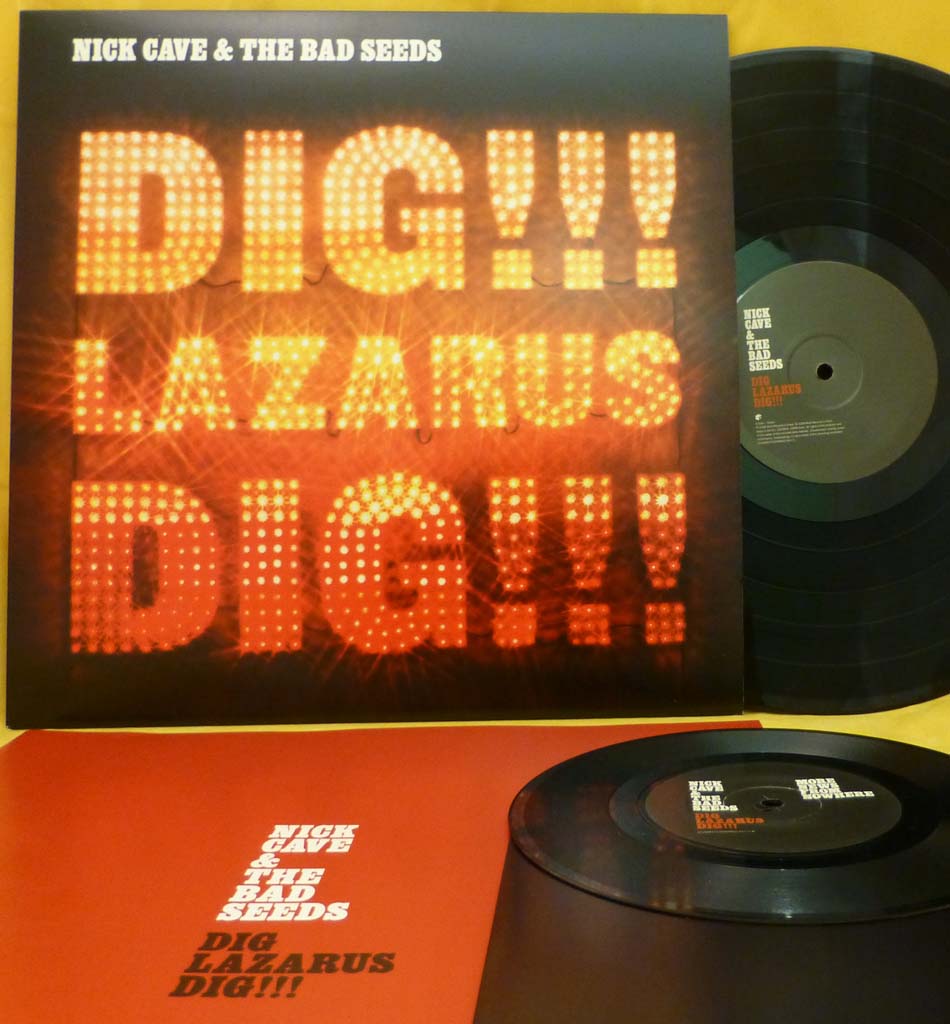 NICK CAVE & THE BAD SEEDS
DIG!!!
LAZARUS
DIG!!!
NICK
CAVE
&
THE
BAD
SEEDS
DIG
LAZARUS
DIG!!!
NICK
CAVE
&
THE
BAD
SEEDS
DIG
LAZARUS
DIG!!!
MORE
NEWS
FROM
NOWHERE
NICK
CAVE
&
THE
BAD
SEEDS
DIG
LAZARUS
DIG!!!